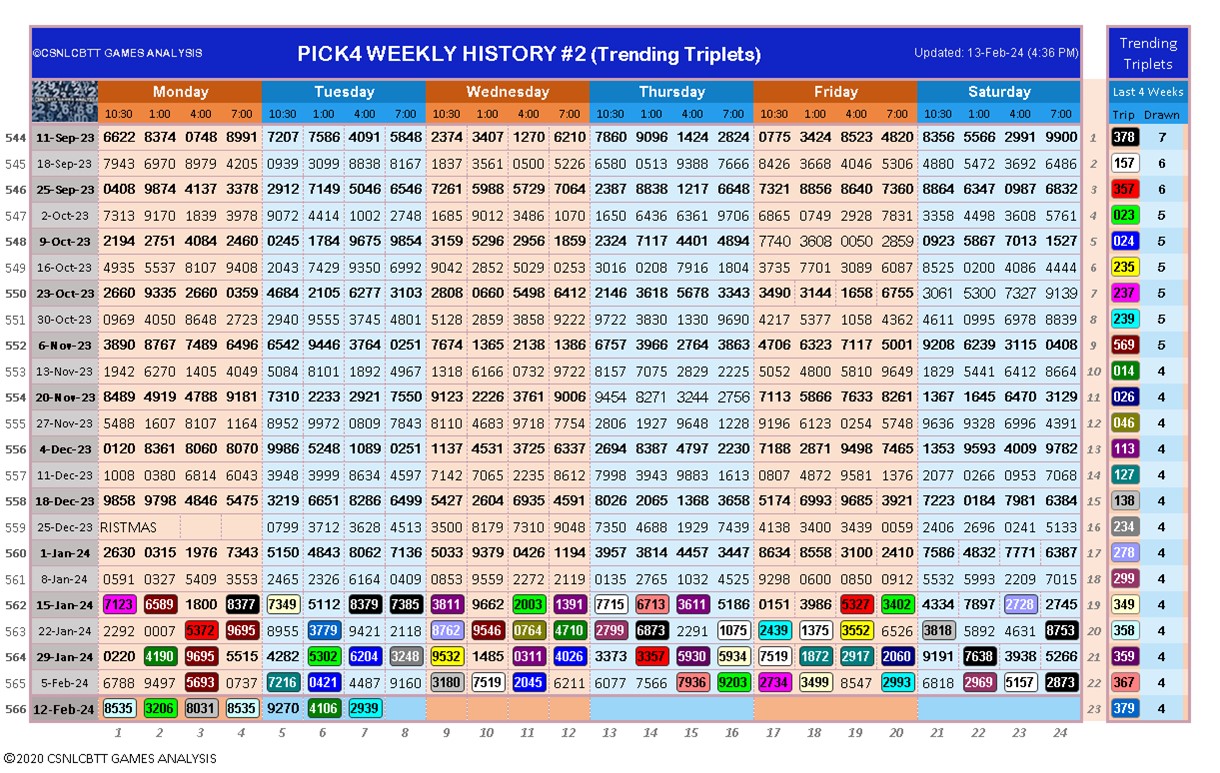 ©CSNLCBTT GAMES ANALYSIS PICK4 WEEKLY HISTORY #2 (Trending Triplets) Updated: 13-Feb-24 (4:36 PM) Trending
Triplets
Monday Tuesday Wednesday Thursday Friday Saturday Last 4 Weeks
10:30 1:00 4:00 7:00 10:30 1:00 4:00 7:00 10:30 1:00 4:00 7:00 10:30 1:00 4:00 7:00 10:30 1:00 4:00 7:00 10:30 1:00 4:00 7:00 Trip Drawn
544 11-Sep-23 6622 8374 0748 8991 7207 7586 4091 5848 2374 3407 1270 6210 7860 9096 1424 2824 0775 3424 8523 4820 8356 5566 2991 9900 1 378 7
545 18-Sep-23 7943 6970 8979 4205 0939 3099 8838 8167 1837 3561 0500 5226 6580 0513 9388 7666 8426 3668 4046 5306 4880 5472 3692 6486 2 157 6
546 25-Sep-23 0408 9874 4137 3378 2912 7149 5046 6546 7261 5988 5729 7064 2387 8838 1217 6648 7321 8856 8640 7360 8864 6347 0987 6832 3 357 6
547 2-Oct-23 7313 9170 1839 3978 9072 4414 1002 2748 1685 9012 3486 1070 1650 6436 6361 9706 6865 0749 2928 7831 3358 4498 3608 5761 4 023 5
548 9-Oct-23 2194 2751 4084 2460 0245 1784 9675 9854 3159 5296 2956 1859 2324 7117 4401 4894 7740 3608 0050 2859 0923 5867 7013 1527 5 024 5
549 16-Oct-23 4935 5537 8107 9408 2043 7429 9350 6992 9042 2852 5029 0253 3016 0208 7916 1804 3735 7701 3089 6087 8525 0200 4086 4444 6 235 5
550 23-Oct-23 2660 9335 2660 0359 4684 2105 6277 3103 2808 0660 5498 6412 2146 3618 5678 3343 3490 3144 1658 6755 3061 5300 7327 9139 7 237 5
551 30-Oct-23 0969 4050 8648 2723 2940 9555 3745 4801 5128 2859 3858 9222 9722 3830 1330 9690 4217 5377 1058 4362 4611 0995 6978 8839 8 239 5
552 6-Nov-23 3890 8767 7489 6496 6542 9446 3764 0251 7674 1365 2138 1386 6757 3966 2764 3863 4706 6323 7117 5001 9208 6239 3115 0408 9 569 5
553 13-Nov-23 1942 6270 1405 4049 5084 8101 1892 4967 1318 6166 0732 9722 8157 7075 2829 2225 5052 4800 5810 9649 1829 5441 6412 8664 10 014 4
554 20-Nov-23 8489 4919 4788 9181 7310 2233 2921 7550 9123 2226 3761 9006 9454 8271 3244 2756 7113 5866 7633 8261 1367 1645 6470 3129 11 026 4
555 27-Nov-23 5488 1607 8107 1164 8952 9972 0809 7843 8110 4683 9718 7754 2806 1927 9648 1228 9196 6123 0254 5748 9636 9328 6996 4391 12 046 4
556 4-Dec-23 0120 8361 8060 8070 9986 5248 1089 0251 1137 4531 3725 6337 2694 8387 4797 2230 7188 2871 9498 7465 1353 9593 4009 9782 13 113 4
557 11-Dec-23 1008 0380 6814 6043 3948 3999 8634 4597 7142 7065 2235 8612 7998 3943 9883 1613 0807 4872 9581 1376 2077 0266 0953 7068 14 127 4
558 18-Dec-23 9858 9798 4846 5475 3219 6651 8286 6499 5427 2604 6935 4591 8026 2065 1368 3658 5174 6993 9685 3921 7223 0184 7981 6384 15 138 4
559 25-Dec-23 RISTMAS 0799 3712 3628 4513 3500 8179 7310 9048 7350 4688 1929 7439 4138 3400 3439 0059 2406 2696 0241 5133 16 234 4
560 1-Jan-24 2630 0315 1976 7343 5150 4843 8062 7136 5033 9379 0426 1194 3957 3814 4457 3447 8634 8558 3100 2410 7586 4832 7771 6387 17 278 4
561 8-Jan-24 0591 0327 5409 3553 2465 2326 6164 0409 0853 9559 2272 2119 0135 2765 1032 4525 9298 0600 0850 0912 5532 5993 2209 7015 18 299 4
562 15-Jan-24 7123 6589 1800 8377 7349 5112 8379 7385 3811 9662 2003 1391 7715 6713 3611 5186 0151 3986 5327 3402 4334 7897 2728 2745 19 349 4
563 22-Jan-24 2292 0007 5372 9695 8955 3779 9421 2118 8762 9546 0764 4710 2799 6873 2291 1075 2439 1375 3552 6526 3818 5892 4631 8753 20 358 4
564 29-Jan-24 0220 4190 9695 5515 4282 5302 6204 3248 9532 1485 0311 4026 3373 3357 5930 5934 7519 1872 2917 2060 9191 7638 3938 5266 21 359 4
565 5-Feb-24 6788 9497 5693 0737 7216 0421 4487 9160 3180 7519 2045 6211 6077 7566 7936 9203 2734 3499 8547 2993 6818 2969 5157 2873 22 367 4
566 12-Feb-24 8535 3206 8031 8535 9270 4106 2939 23 379 4
1 2 3 4 5 6 7 8 9 10 11 12 13 14 15 16 17 18 19 20 21 22 23 24
©2020 CSNLCBTT GAMES ANALYSIS